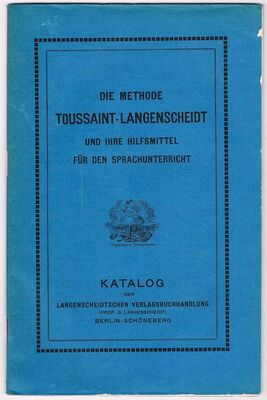 DIE METHODE
TOUSSAINT-LANGENSCHEIDT
UND IHRE HILFSMITTEL
FÜR DEN SPRACHUNTERRICHT
KATALOG
DER
LANGENSCHEIDTSCHEN VERLAGSBUCHHANDLUNG
(PROF. G. LANGENSCHEIDT)
BERLIN-SCHÖNEBERG